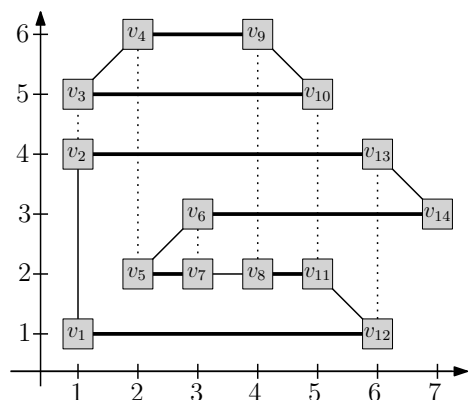 6 v₄ v₉
5 v₃ v₁₀
4 v₂ v₁₃
3 v₆ v₁₄
2 v₅ v₇ v₈ v₁₁
1 v₁ v₁₂
1 2 3 4 5 6 7